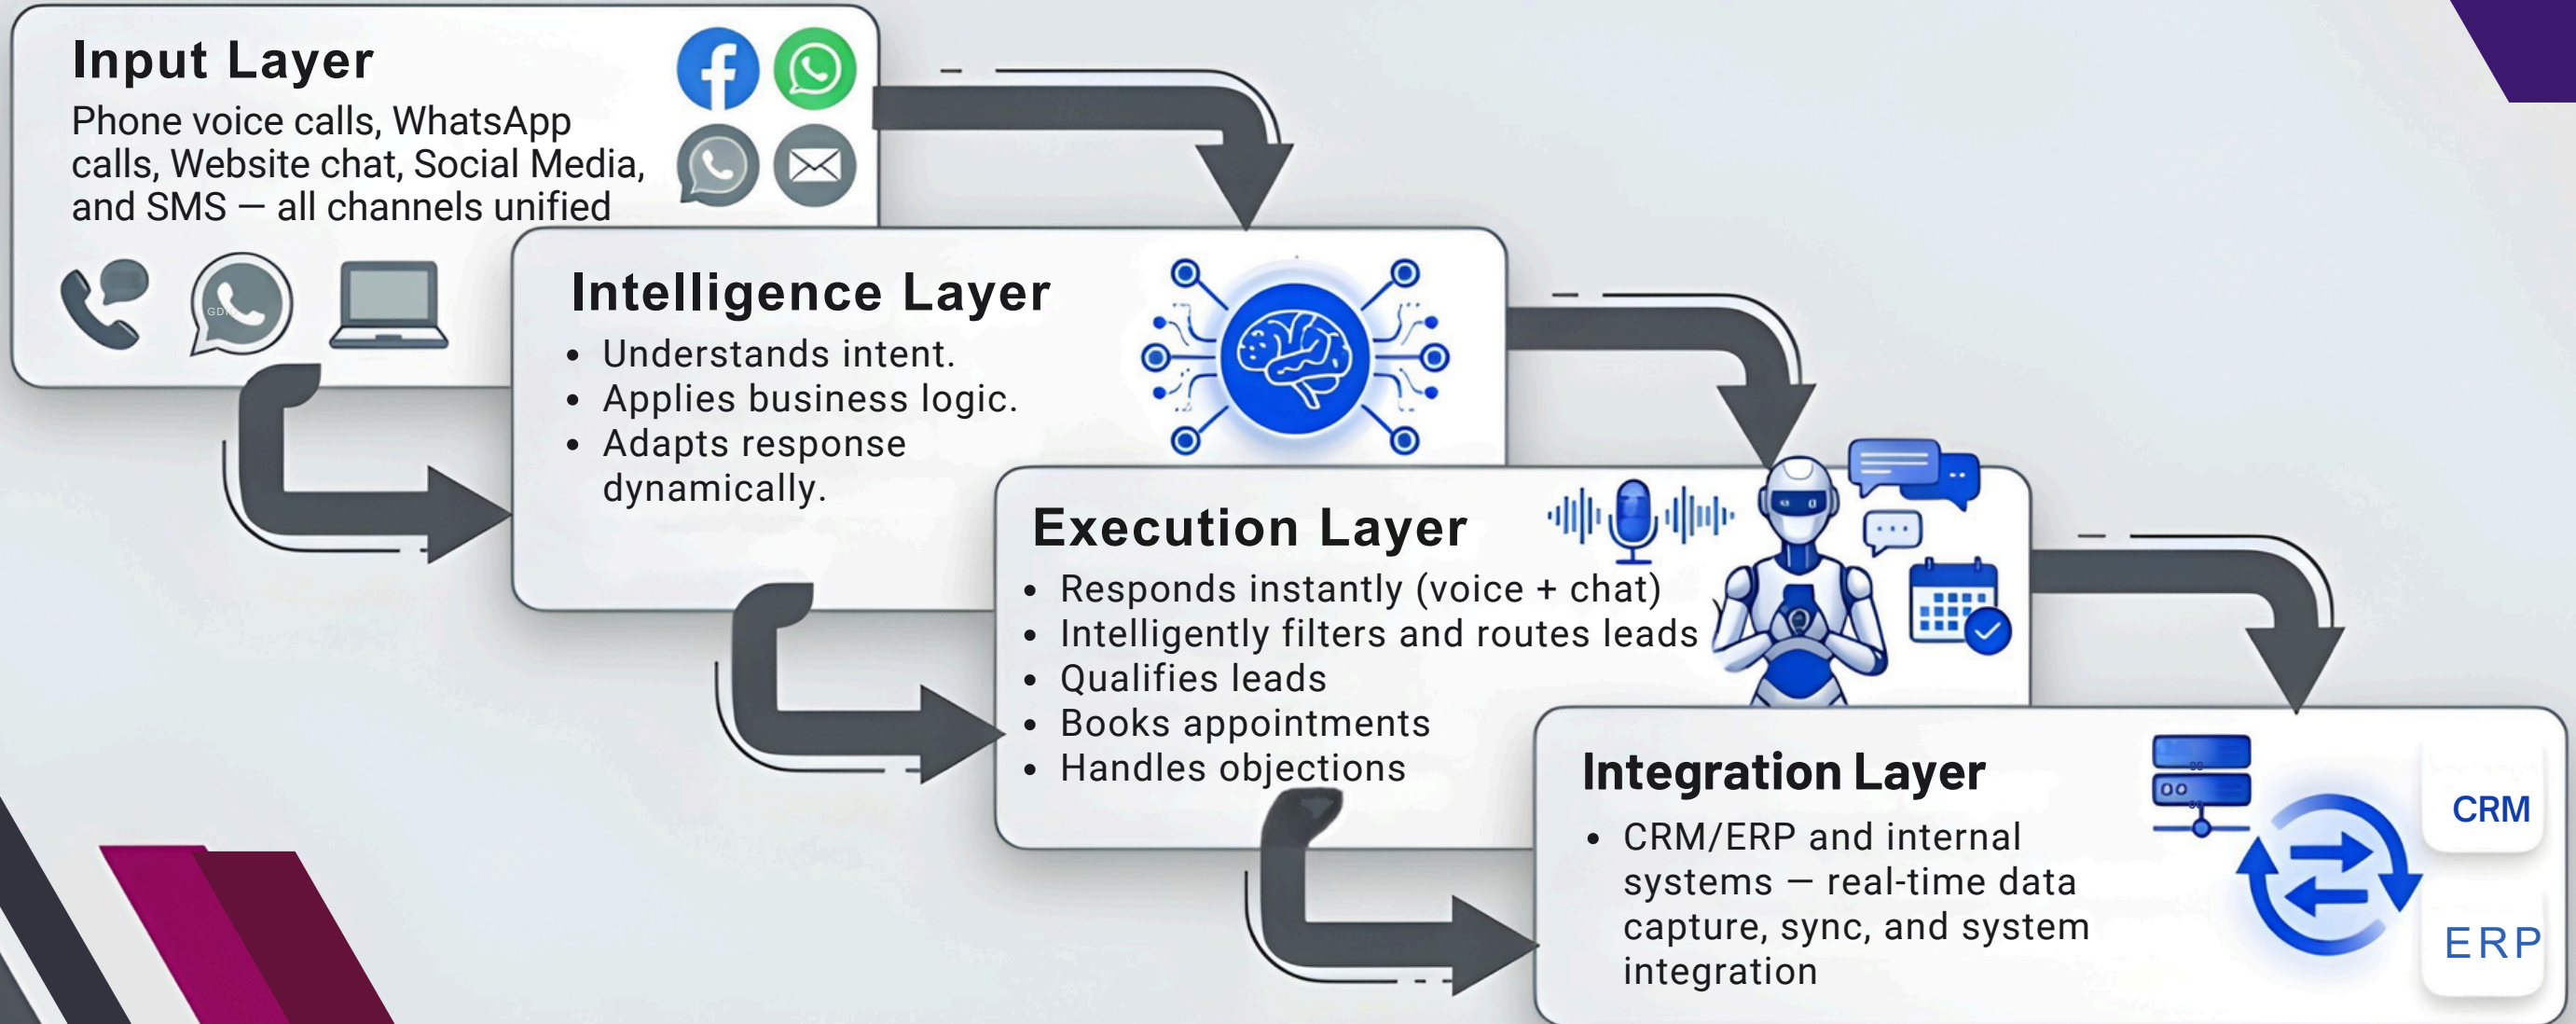 Input Layer
Phone voice calls, WhatsApp
calls, Website chat, Social Media,
and SMS — all channels unified
Intelligence Layer
• Understands intent.
• Applies business logic.
• Adapts response
dynamically.
Execution Layer
• Responds instantly (voice + chat)
• Intelligently filters and routes leads
• Qualifies leads
• Books appointments
• Handles objections
Integration Layer
• CRM/ERP and internal
systems — real-time data
capture, sync, and system
integration
CRM
ERP